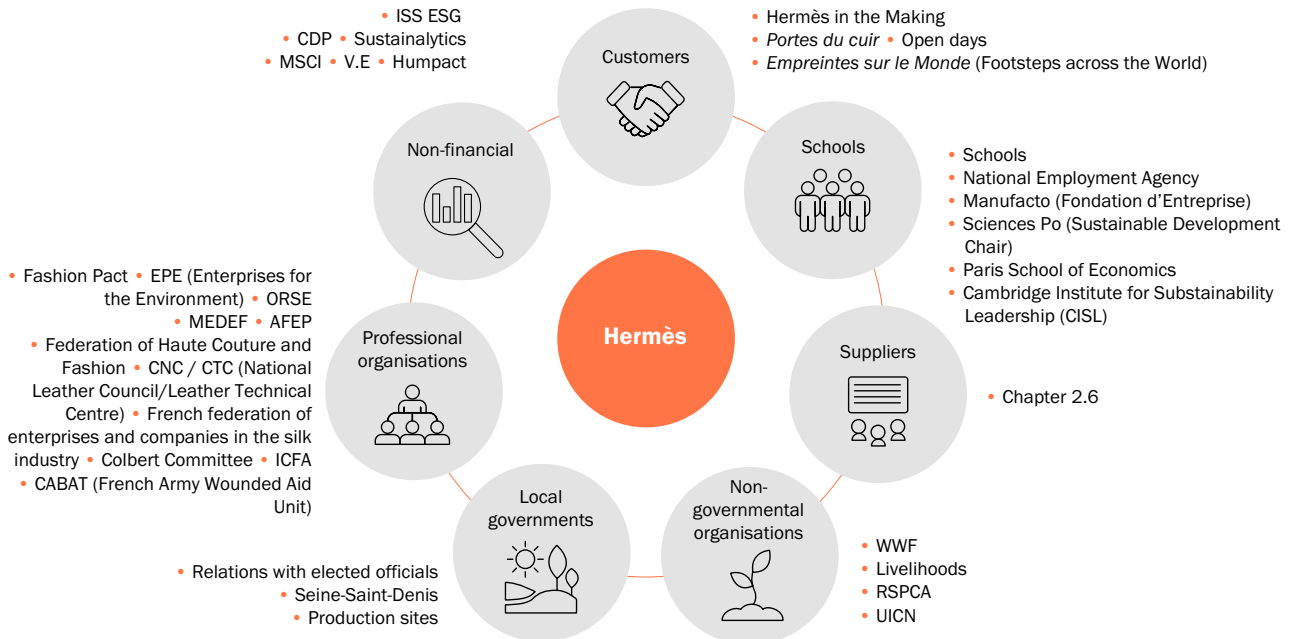 • ISS ESG
• CDP • Sustainalytics
• MSCI • V.E • Humpact
Customers
• Hermès in the Making
• Portes du cuir • Open days
• Empreintes sur le Monde (Footsteps across the World)
Non-financial
Schools
• Schools
• National Employment Agency
• Manufacto (Fondation d’Entreprise)
• Sciences Po (Sustainable Development
Chair)
• Paris School of Economics
• Cambridge Institute for Substainability
Leadership (CISL)
• Fashion Pact • EPE (Enterprises for
the Environment) • ORSE
• MEDEF • AFEP
• Federation of Haute Couture and
Fashion • CNC / CTC (National
Leather Council/Leather Technical
Centre) • French federation of
enterprises and companies in the silk
industry • Colbert Committee • ICFA
• CABAT (French Army Wounded Aid
Unit)
Professional
organisations
Hermès
Suppliers
• Chapter 2.6
Local
governments
• Relations with elected officials
• Seine-Saint-Denis
• Production sites
Non-
governmental
organisations
• WWF
• Livelihoods
• RSPCA
• UICN